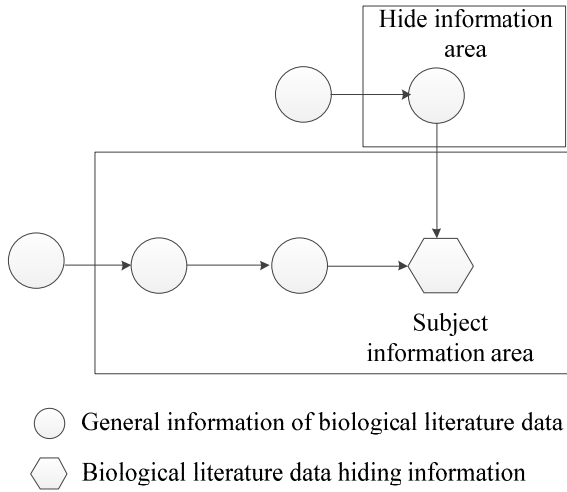 Hide information
area
Subject
information area
General information of biological literature data
Biological literature data hiding information